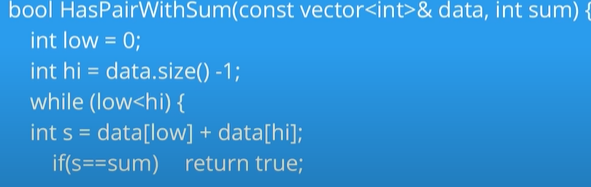 bool HasPairWithSum(const vector<int>& data, int sum) {
int low = 0;
int hi = data.size() -1;
while (low<hi) {
int s = data[low] + data[hi];
if(s==sum) return true;